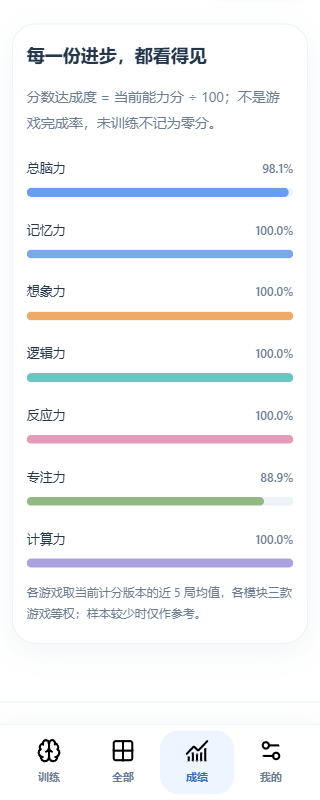 每一份进步，都看得见
分数达成度 = 当前能力分 ÷ 100；不是游
戏完成率，未训练不记为零分。
总脑力 98.1%
记忆力 100.0%
想象力 100.0%
逻辑力 100.0%
反应力 100.0%
专注力 88.9%
计算力 100.0%
各游戏取当前计分版本的近 5 局均值，各模块三款
游戏等权；样本较少时仅作参考。
训练 全部 成绩 我的